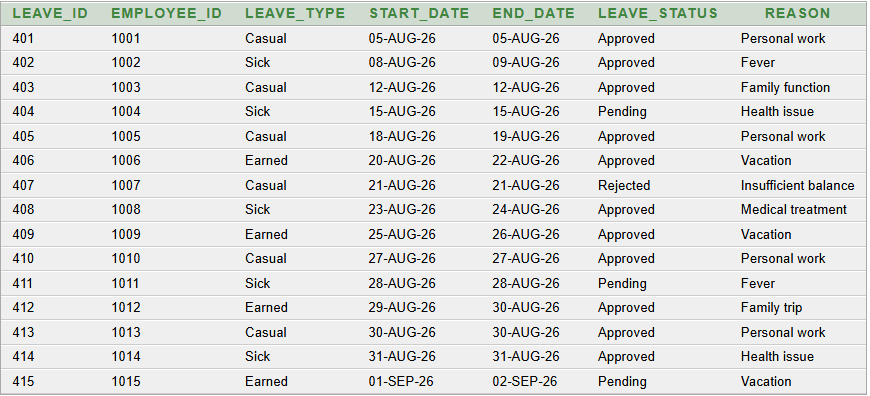 LEAVE_ID EMPLOYEE_ID LEAVE_TYPE START_DATE END_DATE LEAVE_STATUS REASON
401 1001 Casual 05-AUG-26 05-AUG-26 Approved Personal work
402 1002 Sick 08-AUG-26 09-AUG-26 Approved Fever
403 1003 Casual 12-AUG-26 12-AUG-26 Approved Family function
404 1004 Sick 15-AUG-26 15-AUG-26 Pending Health issue
405 1005 Casual 18-AUG-26 19-AUG-26 Approved Personal work
406 1006 Earned 20-AUG-26 22-AUG-26 Approved Vacation
407 1007 Casual 21-AUG-26 21-AUG-26 Rejected Insufficient balance
408 1008 Sick 23-AUG-26 24-AUG-26 Approved Medical treatment
409 1009 Earned 25-AUG-26 26-AUG-26 Approved Vacation
410 1010 Casual 27-AUG-26 27-AUG-26 Approved Personal work
411 1011 Sick 28-AUG-26 28-AUG-26 Pending Fever
412 1012 Earned 29-AUG-26 30-AUG-26 Approved Family trip
413 1013 Casual 30-AUG-26 30-AUG-26 Approved Personal work
414 1014 Sick 31-AUG-26 31-AUG-26 Approved Health issue
415 1015 Earned 01-SEP-26 02-SEP-26 Pending Vacation